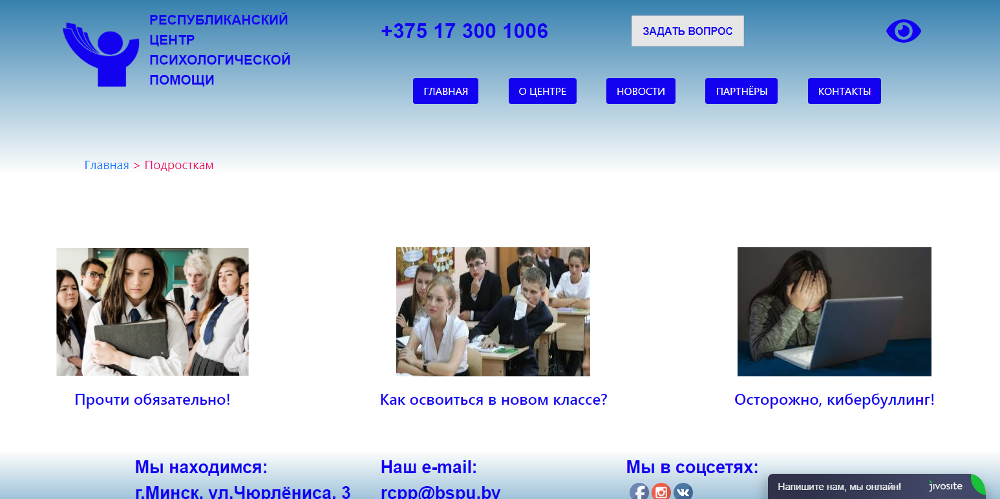 РЕСПУБЛИКАНСКИЙ
ЦЕНТР
ПСИХОЛОГИЧЕСКОЙ
ПОМОЩИ
+375 17 300 1006
ЗАДАТЬ ВОПРОС
ГЛАВНАЯ
О ЦЕНТРЕ
НОВОСТИ
ПАРТНЁРЫ
КОНТАКТЫ
Главная > Подросткам
Прочти обязательно!
Как освоиться в новом классе?
Осторожно, кибербуллинг!
Мы находимся:
г.Минск, ул.Чюрлёниса, 3
Наш e-mail:
rcpp@bspu.by
Мы в соцсетях:
Напишите нам, мы онлайн!
jivosite